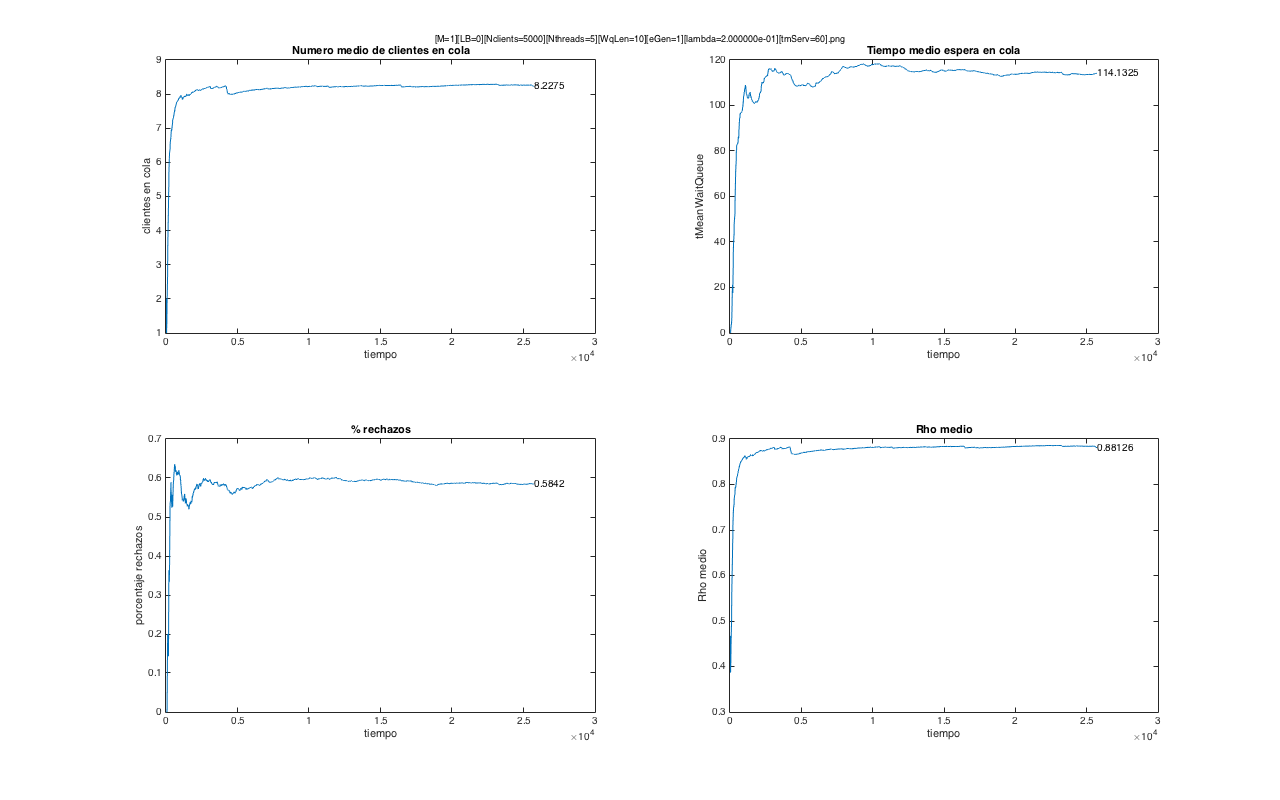 [M=1][LB=0][Nclients=5000][Nthreads=5][WqLen=10][eGen=1][lambda=2.000000e-01][tmServ=60].png
Numero medio de clientes en cola
9
8
7
6
5
4
3
2
1
clientes en cola
8.2275
0 0.5 1 1.5 2 2.5 3
tiempo
×10^4
Tiempo medio espera en cola
120
100
80
60
40
20
0
tMeanWaitQueue
114.1325
0 0.5 1 1.5 2 2.5 3
tiempo
×10^4
% rechazos
0.7
0.6
0.5
0.4
0.3
0.2
0.1
0
porcentaje rechazos
0.5842
0 0.5 1 1.5 2 2.5 3
tiempo
×10^4
Rho medio
0.9
0.8
0.7
0.6
0.5
0.4
0.3
Rho medio
0.88126
0 0.5 1 1.5 2 2.5 3
tiempo
×10^4